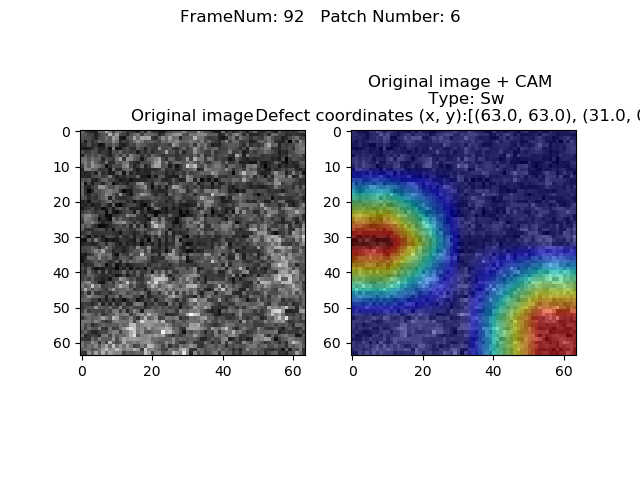 FrameNum: 92   Patch Number: 6
Original image + CAM
Type: Sw
Original image
Defect coordinates (x, y):[(63.0, 63.0), (31.0, 0
0
10
20
30
40
50
60
0 20 40 60
0
10
20
30
40
50
60
0 20 40 60